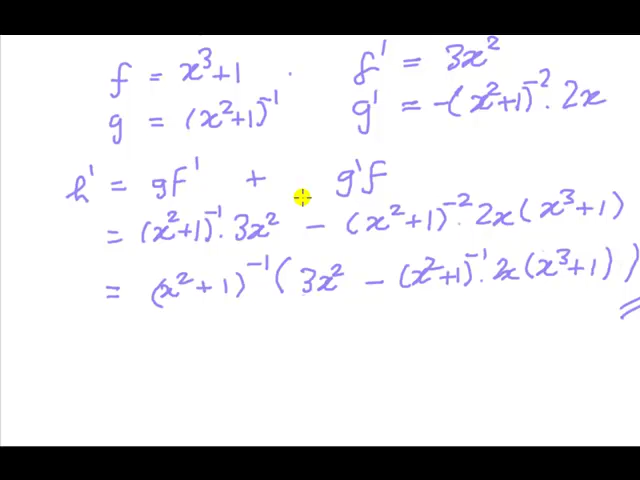 f = x³+1 . f' = 3x²
g = (x²+1)⁻¹ g' = -(x²+1)⁻² · 2x
h' = gf' + g'f
= (x²+1)⁻¹ · 3x² - (x²+1)⁻² · 2x (x³+1)
= (x²+1)⁻¹ (3x² - (x²+1)⁻¹ · 2x (x³+1))